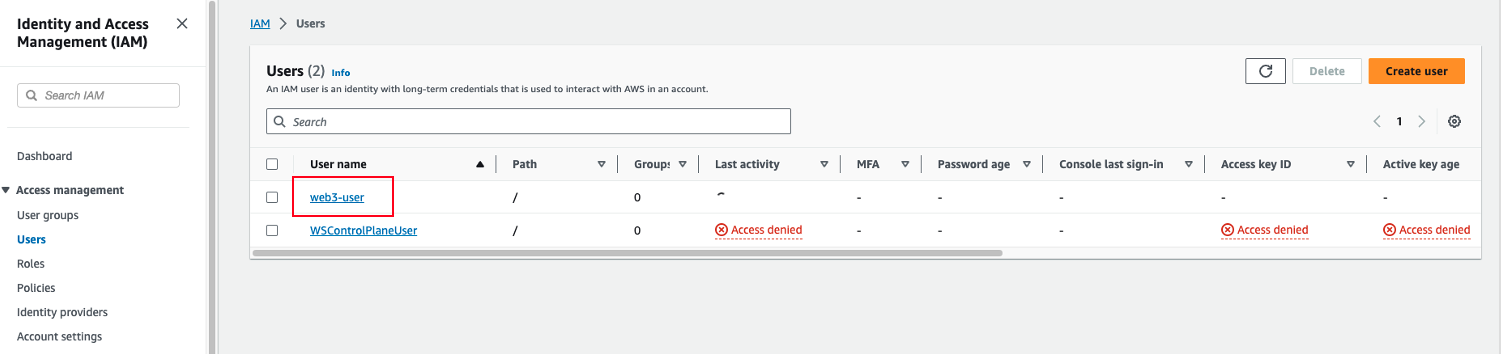 Identity and Access
Management (IAM)
Search IAM
Dashboard
Access management
User groups
Users
Roles
Policies
Identity providers
Account settings
IAM > Users
Users (2) Info
An IAM user is an identity with long-term credentials that is used to interact with AWS in an account.
Delete
Create user
Search
1
User name Path Groups Last activity MFA Password age Console last sign-in Access key ID Active key age
web3-user / 0 - - - - -
WSControlPlaneUser / 0 Access denied - - - Access denied Access denied